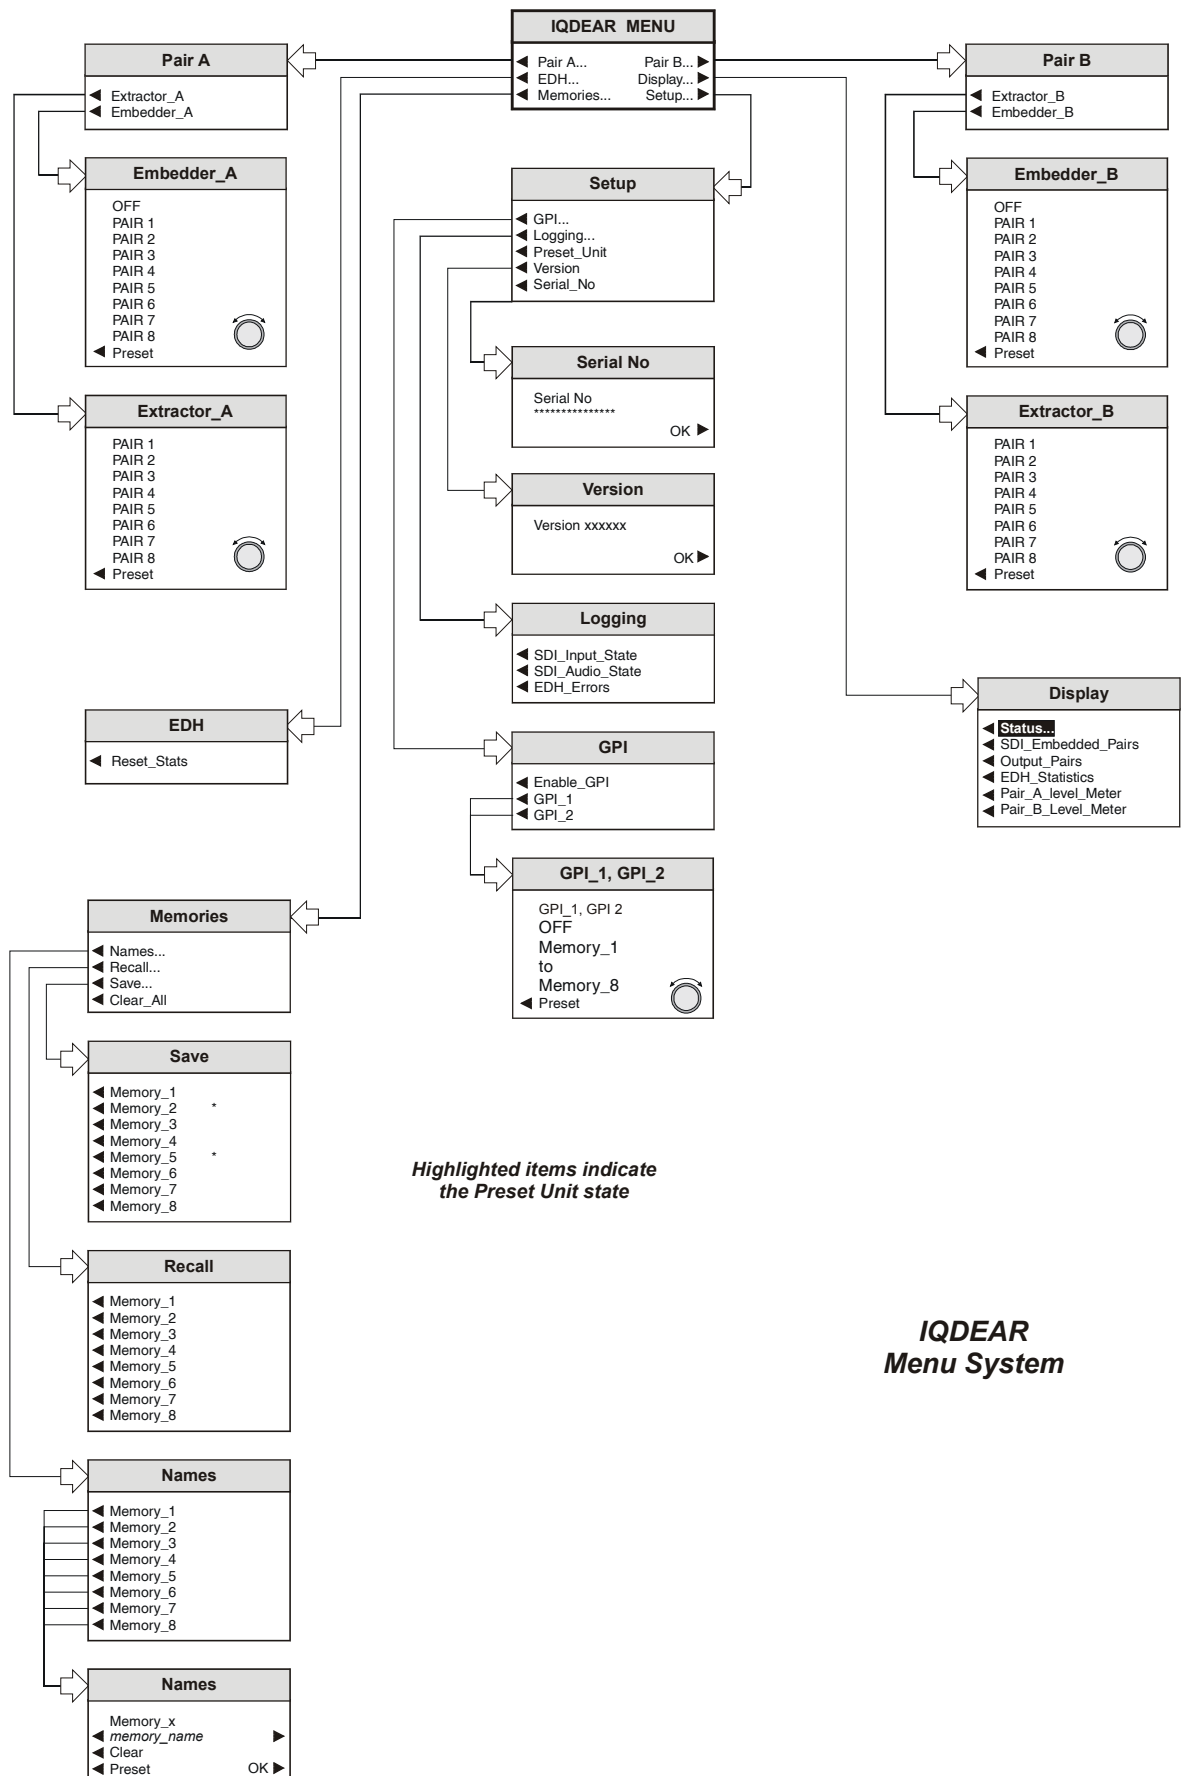 IQDEAR MENU
Pair A... Pair B...
EDH... Display...
Memories... Setup...
Pair A
Extractor_A
Embedder_A
Embedder_A
OFF
PAIR 1
PAIR 2
PAIR 3
PAIR 4
PAIR 5
PAIR 6
PAIR 7
PAIR 8
Preset
Extractor_A
PAIR 1
PAIR 2
PAIR 3
PAIR 4
PAIR 5
PAIR 6
PAIR 7
PAIR 8
Preset
EDH
Reset_Stats
Memories
Names...
Recall...
Save...
Clear_All
Save
Memory_1
Memory_2 *
Memory_3
Memory_4
Memory_5 *
Memory_6
Memory_7
Memory_8
Recall
Memory_1
Memory_2
Memory_3
Memory_4
Memory_5
Memory_6
Memory_7
Memory_8
Names
Memory_1
Memory_2
Memory_3
Memory_4
Memory_5
Memory_6
Memory_7
Memory_8
Names
Memory_x
memory_name
Clear
Preset OK
Setup
GPI...
Logging...
Preset_Unit
Version
Serial_No
Serial No
Serial No
***************
OK
Version
Version xxxxxx
OK
Logging
SDI_Input_State
SDI_Audio_State
EDH_Errors
GPI
Enable_GPI
GPI_1
GPI_2
GPI_1, GPI_2
GPI_1, GPI 2
OFF
Memory_1
to
Memory_8
Preset
Highlighted items indicate
the Preset Unit state
Pair B
Extractor_B
Embedder_B
Embedder_B
OFF
PAIR 1
PAIR 2
PAIR 3
PAIR 4
PAIR 5
PAIR 6
PAIR 7
PAIR 8
Preset
Extractor_B
PAIR 1
PAIR 2
PAIR 3
PAIR 4
PAIR 5
PAIR 6
PAIR 7
PAIR 8
Preset
Display
Status...
SDI_Embedded_Pairs
Output_Pairs
EDH_Statistics
Pair_A_level_Meter
Pair_B_Level_Meter
IQDEAR
Menu System